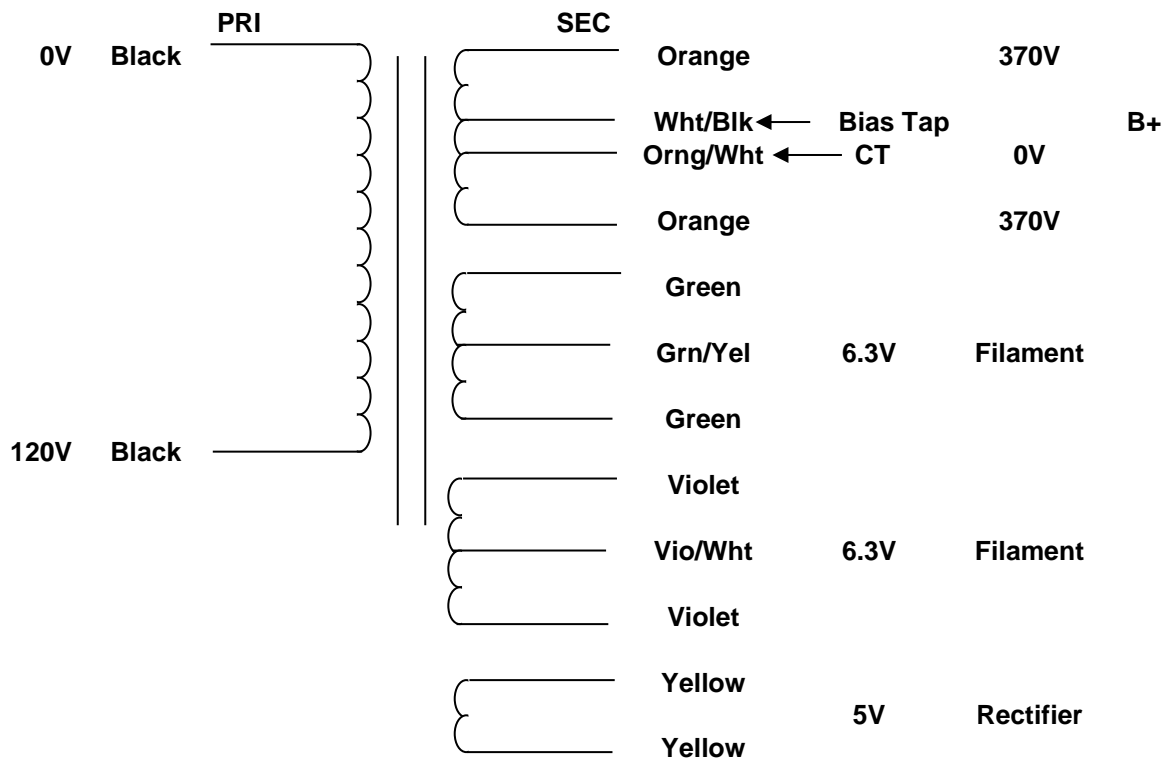 PRI SEC
0V Black Orange 370V
Wht/Blk Bias Tap B+
Orng/Wht CT 0V
Orange 370V
Green
Grn/Yel 6.3V Filament
Green
120V Black
Violet
Vio/Wht 6.3V Filament
Violet
Yellow
5V Rectifier
Yellow